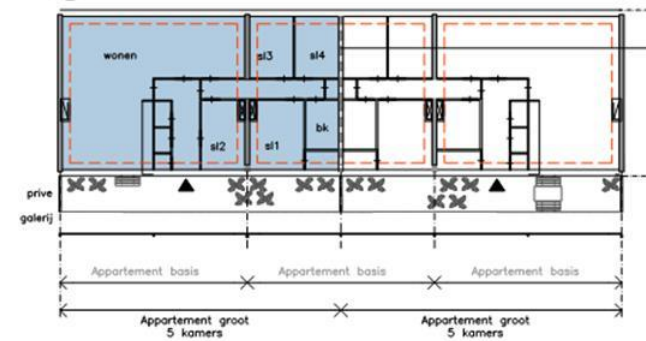 wonen
sl3
sl4
sl2
sl1
bk
prive
galerij
Appartement basis
Appartement basis
Appartement basis
Appartement groot
5 kamers
Appartement groot
5 kamers